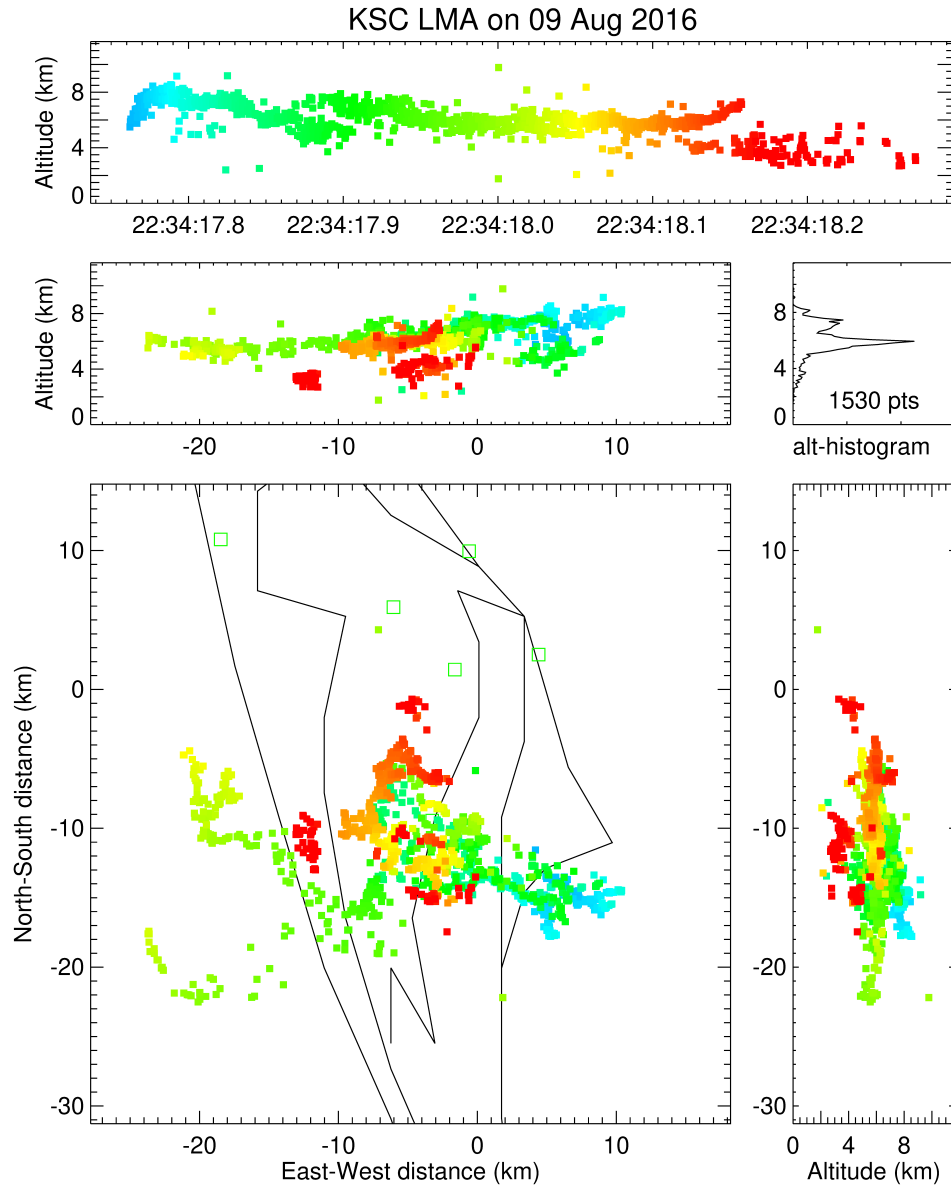 KSC LMA on 09 Aug 2016
Altitude (km)
8
4
0
22:34:17.8 22:34:17.9 22:34:18.0 22:34:18.1 22:34:18.2
Altitude (km)
8
4
0
-20 -10 0 10
8
4
0
1530 pts
alt-histogram
North-South distance (km)
10
0
-10
-20
-30
-20 -10 0 10
East-West distance (km)
10
0
-10
-20
-30
0 4 8
Altitude (km)